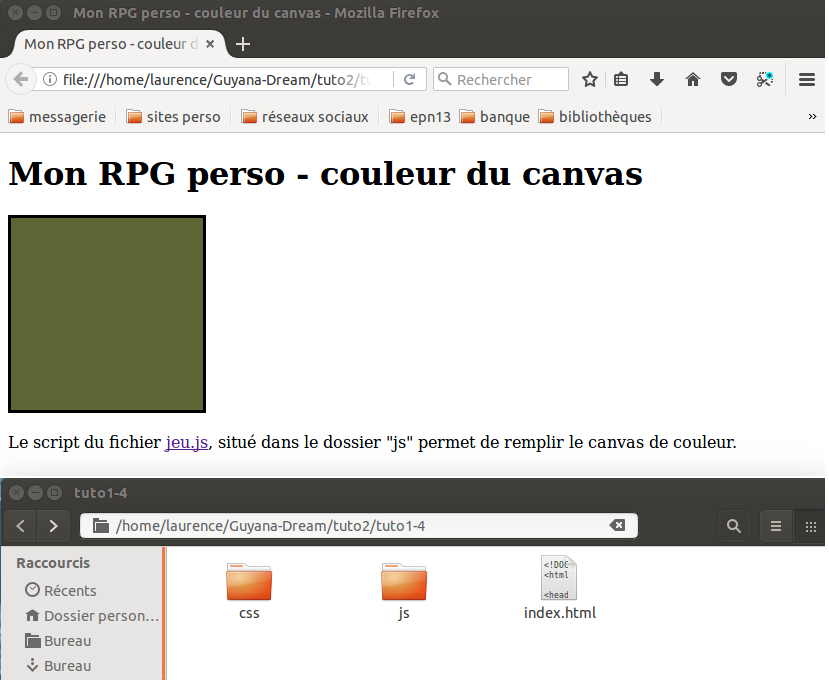 Mon RPG perso - couleur du canvas - Mozilla Firefox
Mon RPG perso - couleur d
file:///home/laurence/Guyana-Dream/tuto2/tu
Rechercher
messagerie sites perso réseaux sociaux epn13 banque bibliothèques »
Mon RPG perso - couleur du canvas
Le script du fichier jeu.js, situé dans le dossier "js" permet de remplir le canvas de couleur.
tuto1-4
/home/laurence/Guyana-Dream/tuto2/tuto1-4
Raccourcis
Récents
Dossier person...
Bureau
Bureau
css
js
<!DOC
<html
<head
index.html